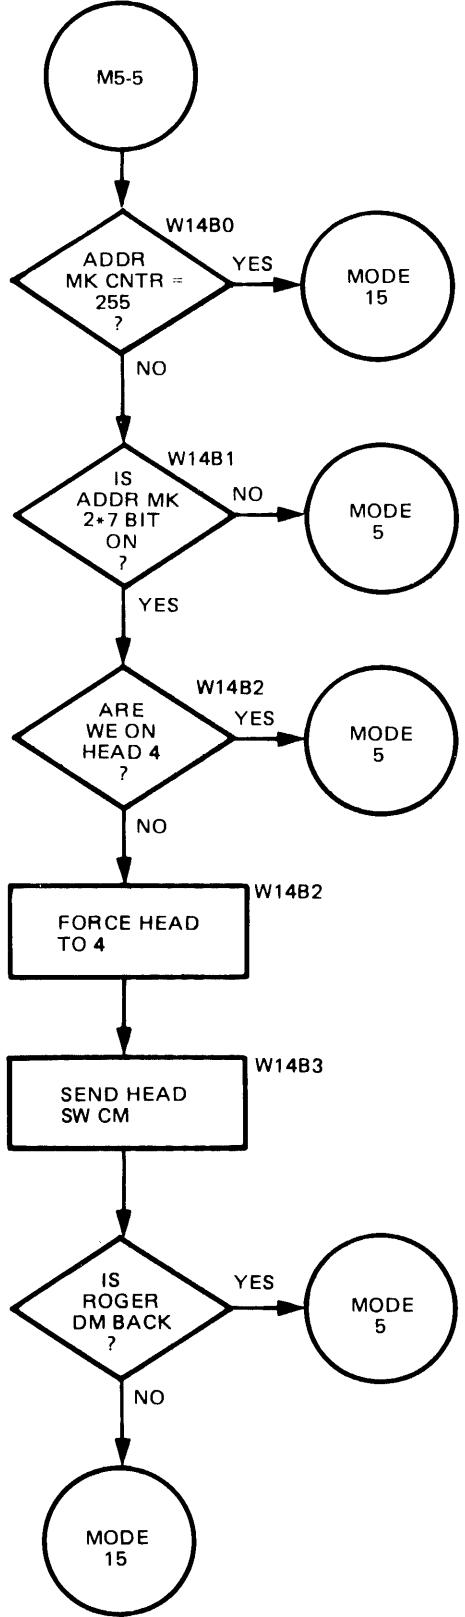 M5-5
W14B0
ADDR
MK CNTR =
255
?
YES
MODE
15
NO
W14B1
IS
ADDR MK
2*7 BIT
ON
?
NO
MODE
5
YES
W14B2
ARE
WE ON
HEAD 4
?
YES
MODE
5
NO
W14B2
FORCE HEAD
TO 4
W14B3
SEND HEAD
SW CM
IS
ROGER
DM BACK
?
YES
MODE
5
NO
MODE
15